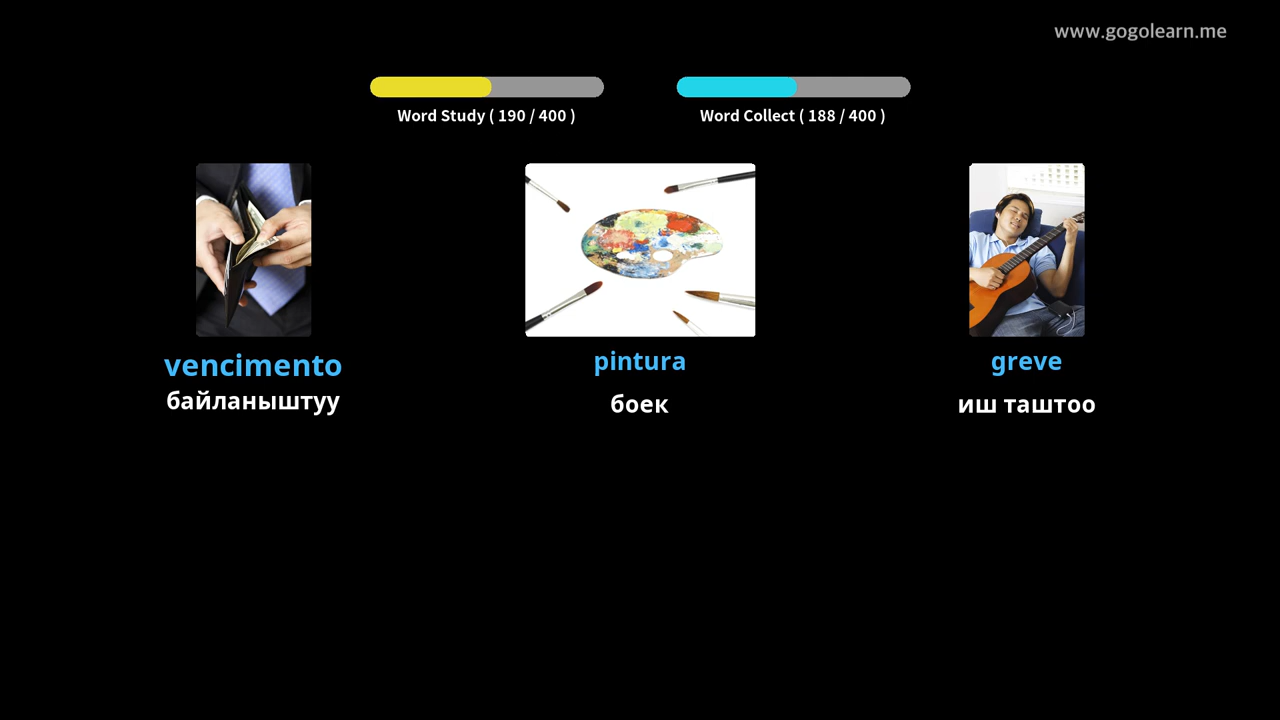 www.gogolearn.me
Word Study ( 190 / 400 )
Word Collect ( 188 / 400 )
vencimento
pintura
greve
байланыштуу
боек
иш таштоо